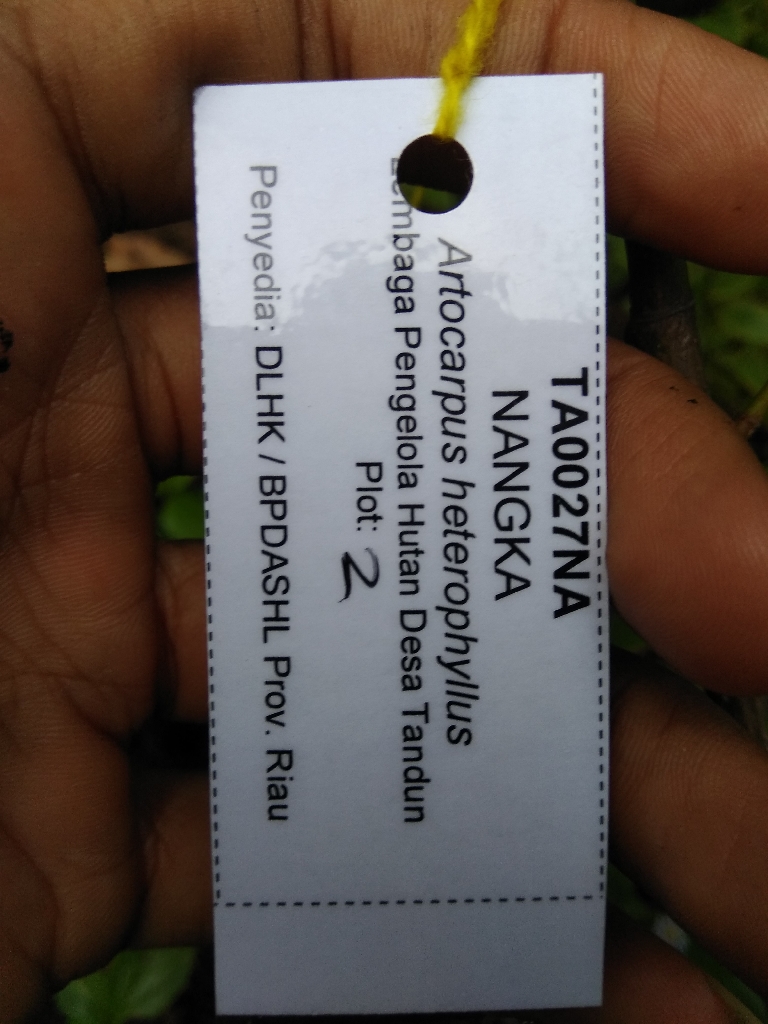 TA0027NA
NANGKA
Artocarpus heterophyllus
Lembaga Pengelola Hutan Desa Tandun
Plot: 2
Penyedia: DLHK / BPDASHL Prov. Riau